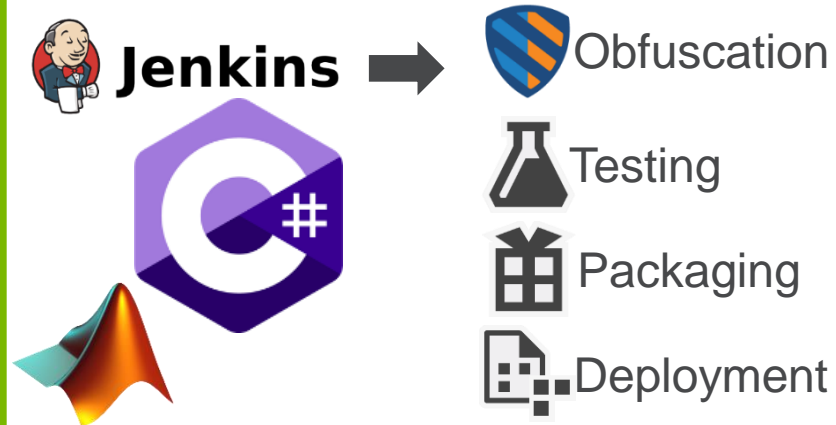 Jenkins
C#
Obfuscation
Testing
Packaging
Deployment